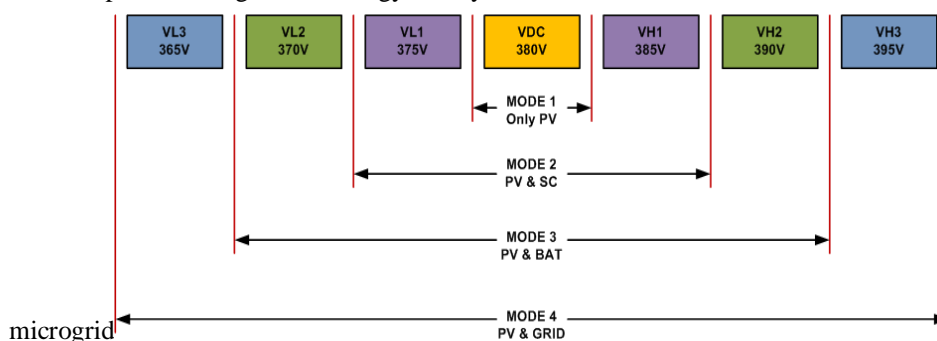 VL3 VL2 VL1 VDC VH1 VH2 VH3
365V 370V 375V 380V 385V 390V 395V
MODE 1
Only PV
MODE 2
PV & SC
MODE 3
PV & BAT
MODE 4
microgrid
PV & GRID